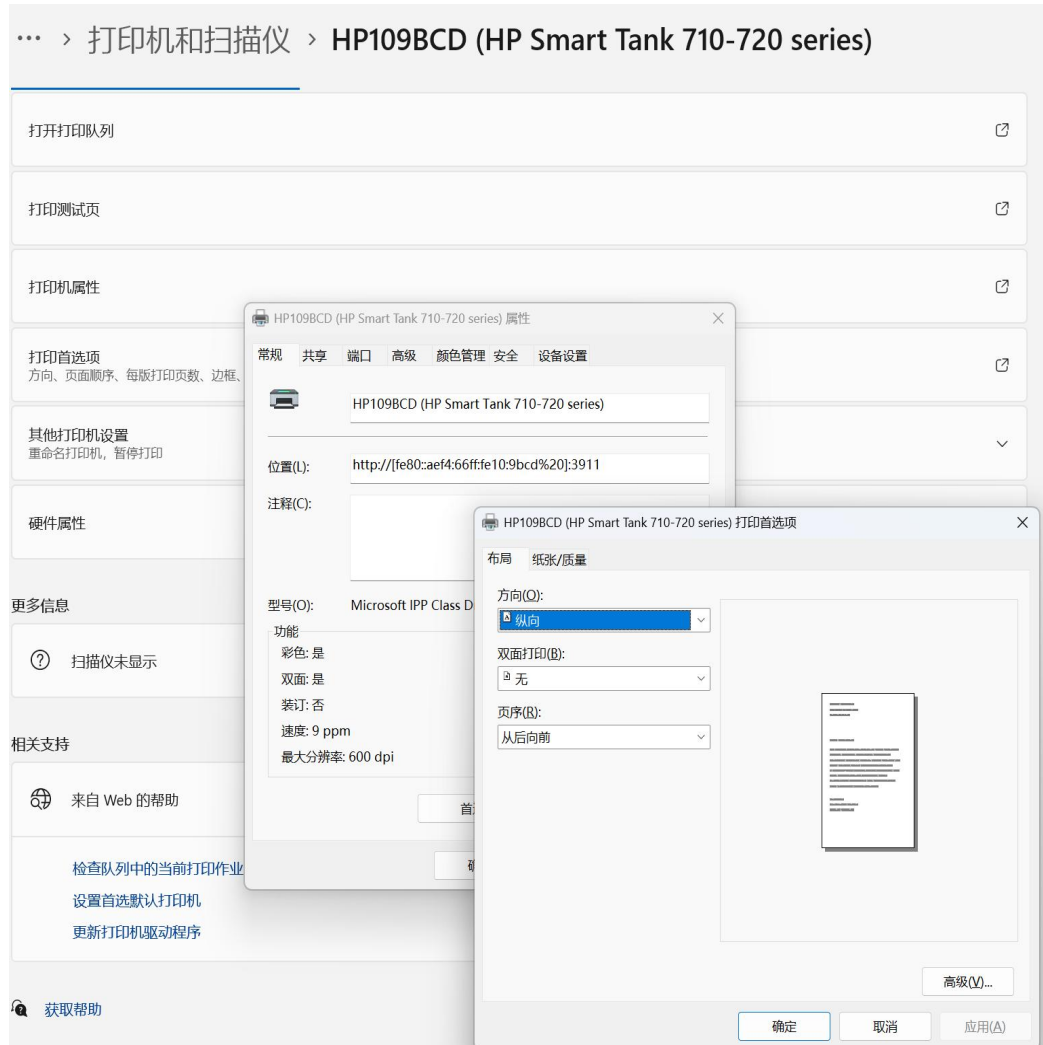 ··· › 打印机和扫描仪 › HP109BCD (HP Smart Tank 710-720 series)
打开打印队列
打印测试页
打印机属性
打印首选项
方向、页面顺序、每版打印页数、边框、
其他打印机设置
重命名打印机，暂停打印
硬件属性
更多信息
扫描仪未显示
相关支持
来自 Web 的帮助
检查队列中的当前打印作业
设置首选默认打印机
更新打印机驱动程序
获取帮助
HP109BCD (HP Smart Tank 710-720 series) 属性
常规 共享 端口 高级 颜色管理 安全 设备设置
HP109BCD (HP Smart Tank 710-720 series)
位置(L): http://[fe80::aef4:66ff:fe10:9bcd%20]:3911
注释(C):
型号(O): Microsoft IPP Class D
功能
彩色: 是
双面: 是
装订: 否
速度: 9 ppm
最大分辨率: 600 dpi
首
HP109BCD (HP Smart Tank 710-720 series) 打印首选项
布局 纸张/质量
方向(O):
纵向
双面打印(B):
无
页序(R):
从后向前
高级(V)...
确定 取消 应用(A)